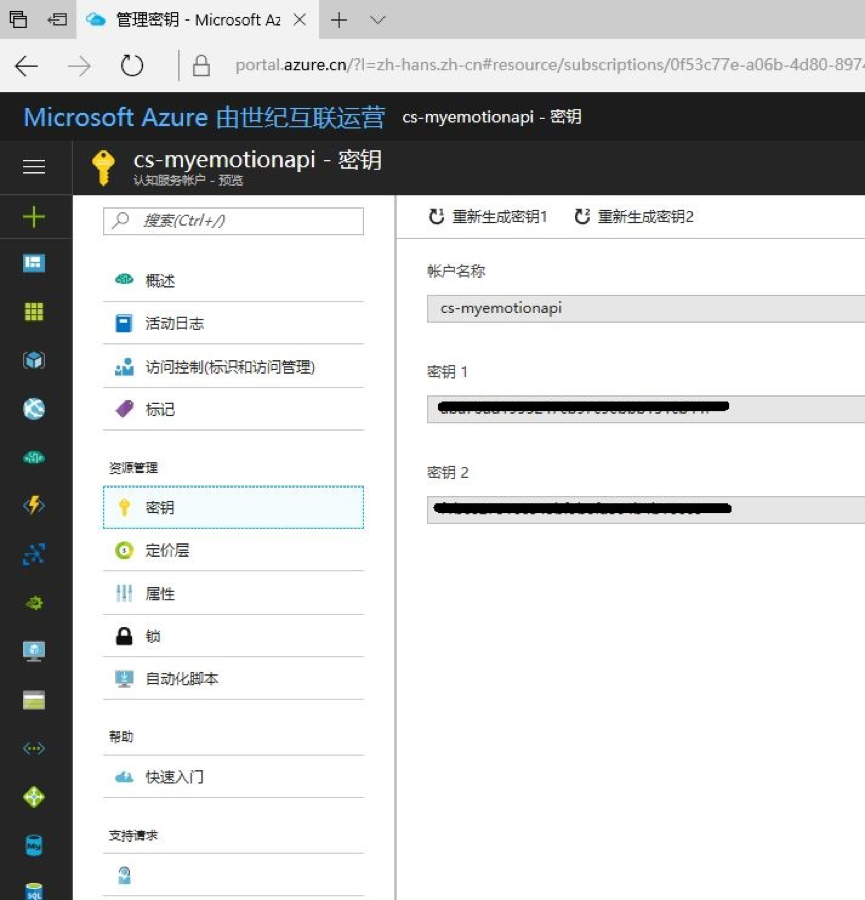 管理密钥 - Microsoft Az
portal.azure.cn/?l=zh-hans.zh-cn#resource/subscriptions/0f53c77e-a06b-4d80-8974
Microsoft Azure 由世纪互联运营 cs-myemotionapi - 密钥
cs-myemotionapi - 密钥
认知服务帐户 - 预览
搜索(Ctrl+/)
概述
活动日志
访问控制(标识和访问管理)
标记
资源管理
密钥
定价层
属性
锁
自动化脚本
帮助
快速入门
支持请求
重新生成密钥1 重新生成密钥2
帐户名称
cs-myemotionapi
密钥 1
密钥 2
My
SQL